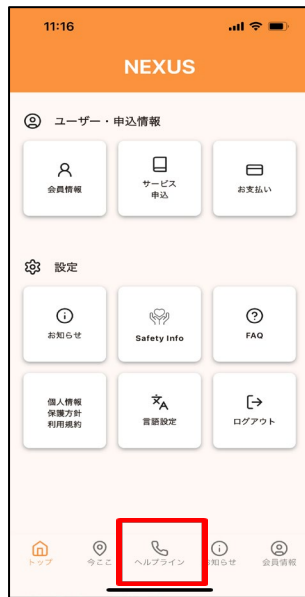 11:16
NEXUS
ユーザー・申込情報
会員情報
サービス
申込
お支払い
設定
お知らせ
Safety Info
FAQ
個人情報
保護方針
利用規約
言語設定
ログアウト
トップ
今ここ
ヘルプライン
お知らせ
会員情報